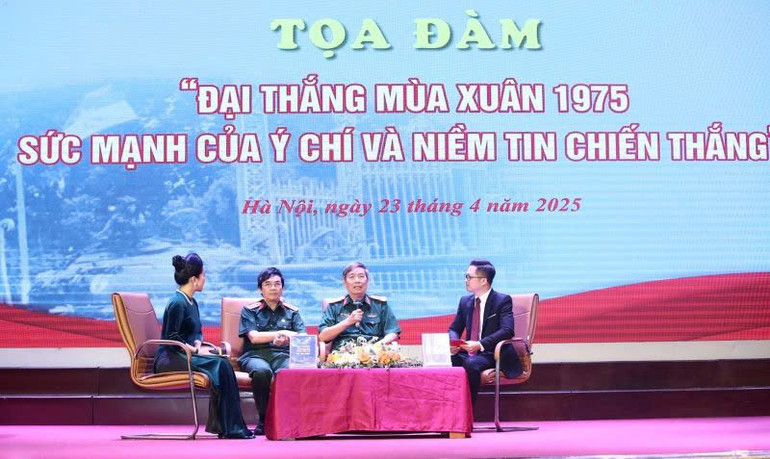 TỌA ĐÀM
“ĐẠI THẮNG MÙA XUÂN 1975
SỨC MẠNH CỦA Ý CHÍ VÀ NIỀM TIN CHIẾN THẮNG”
Hà Nội, ngày 23 tháng 4 năm 2025